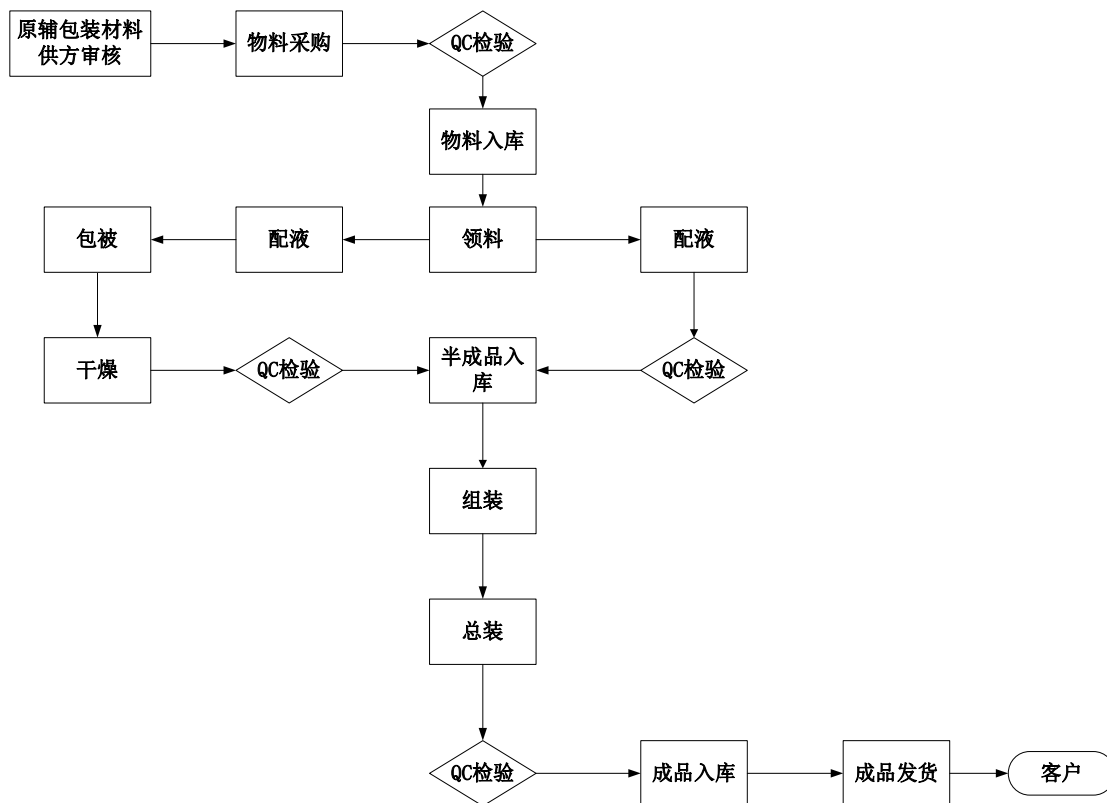 原辅包装材料
供方审核
物料采购
QC检验
物料入库
包被
配液
领料
配液
干燥
QC检验
半成品入
库
QC检验
组装
总装
QC检验
成品入库
成品发货
客户